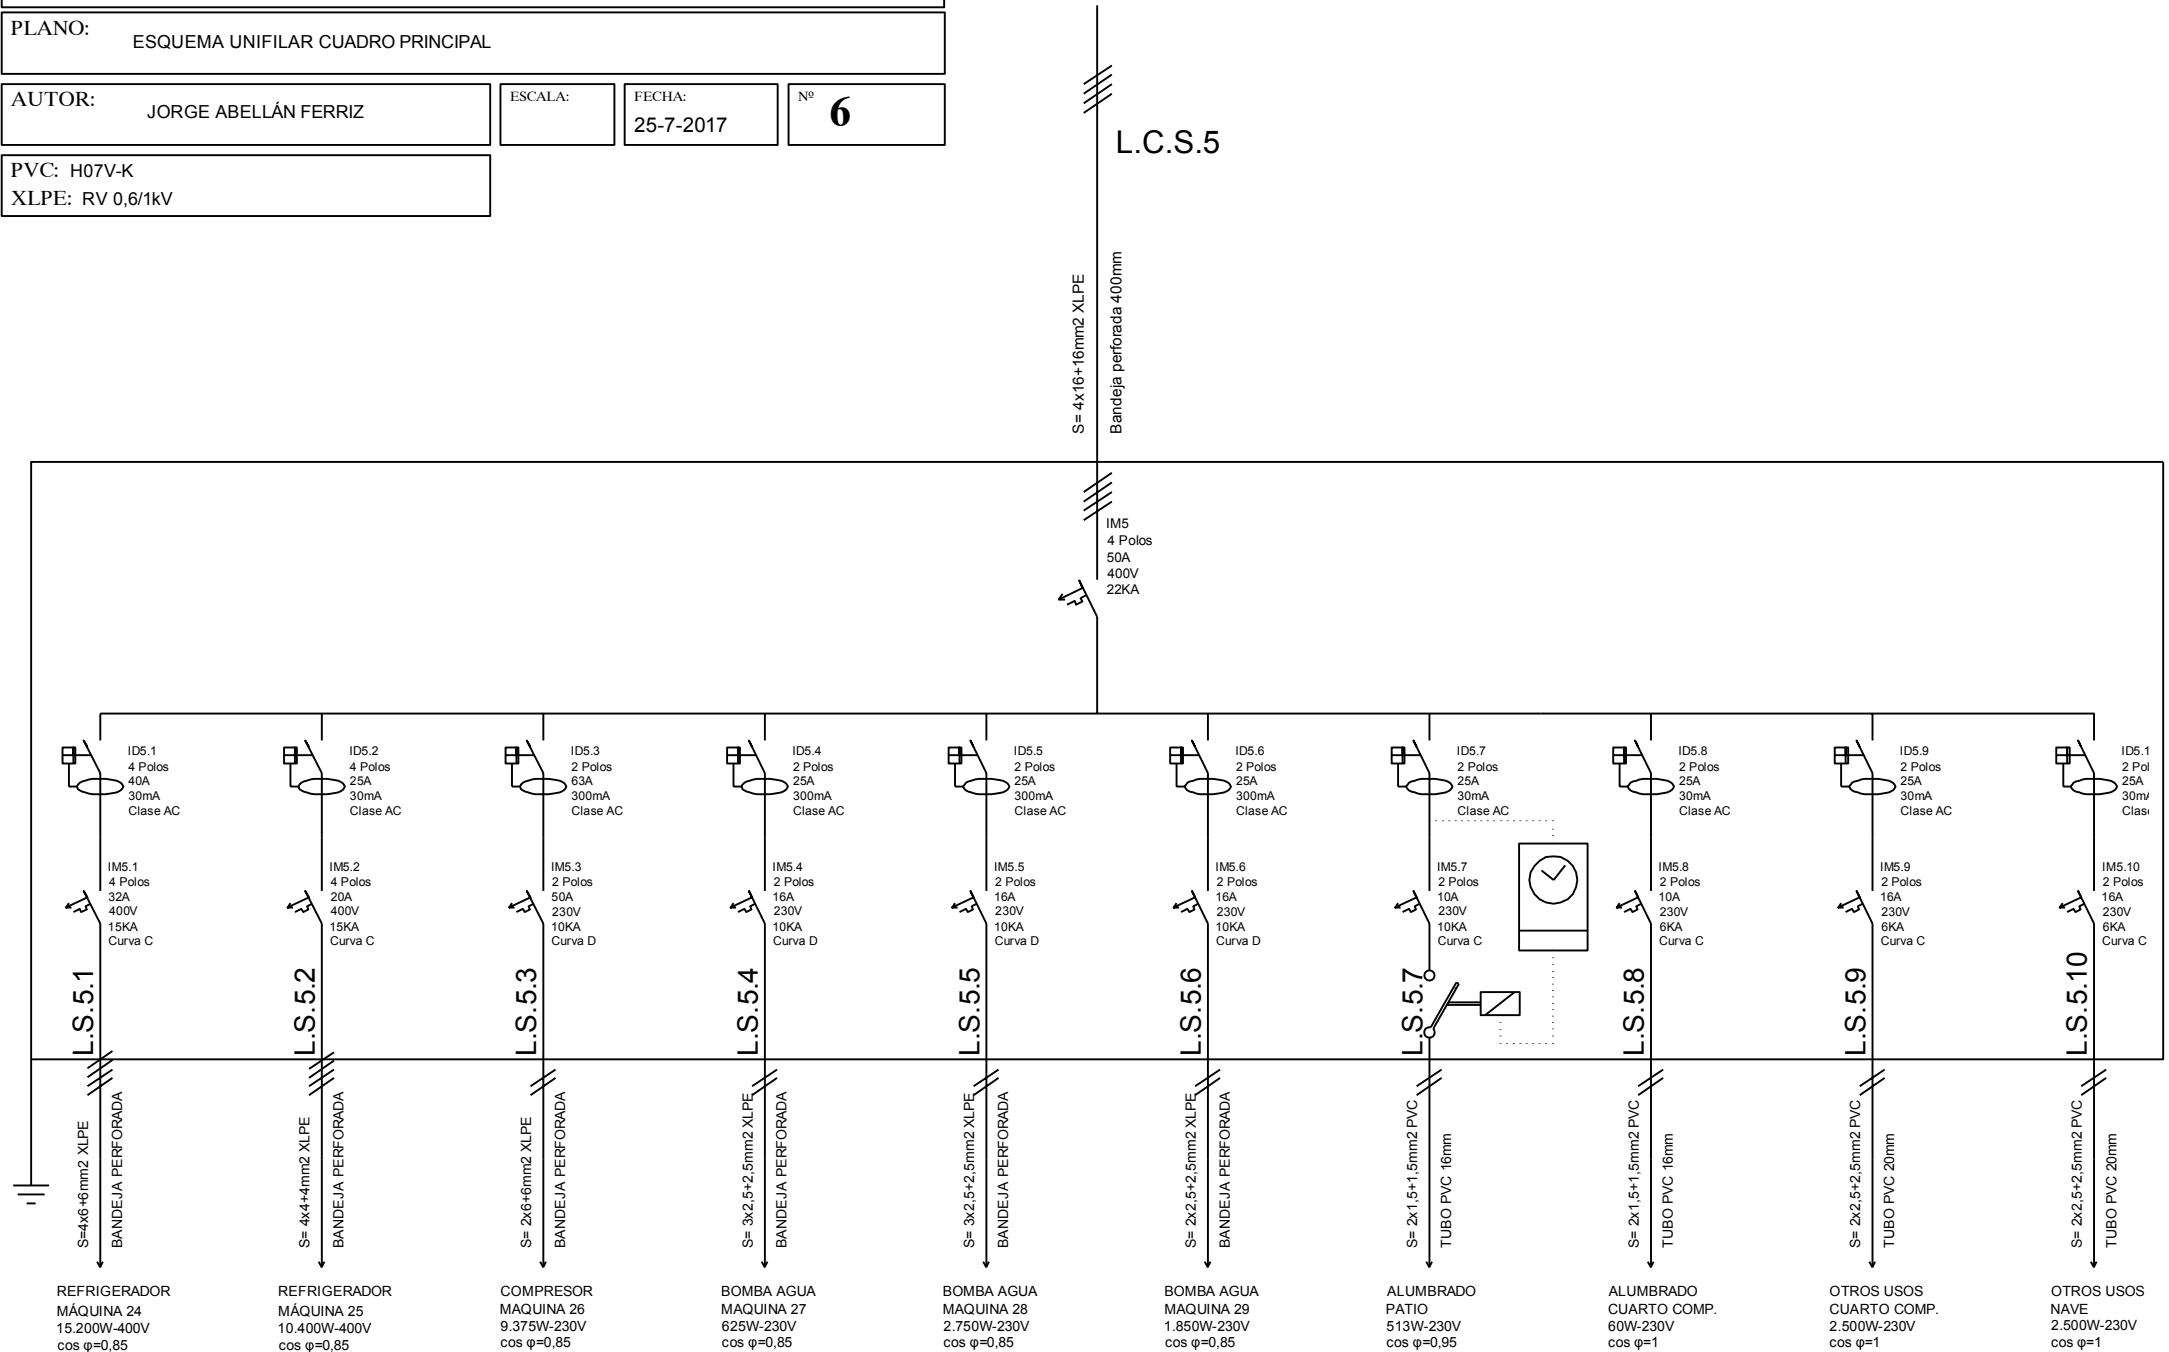 PLANO:
ESQUEMA UNIFILAR CUADRO PRINCIPAL
AUTOR:
JORGE ABELLÁN FERRIZ
ESCALA:
FECHA:
25-7-2017
Nº
6
PVC: H07V-K
XLPE: RV 0,6/1kV
L.C.S.5
S= 4x16+16mm2 XLPE
Bandeja perforada 400mm
IM5
4 Polos
50A
400V
22KA
ID5.1
4 Polos
40A
30mA
Clase AC
ID5.2
4 Polos
25A
30mA
Clase AC
ID5.3
2 Polos
63A
300mA
Clase AC
ID5.4
2 Polos
25A
300mA
Clase AC
ID5.5
2 Polos
25A
300mA
Clase AC
ID5.6
2 Polos
25A
300mA
Clase AC
ID5.7
2 Polos
25A
30mA
Clase AC
ID5.8
2 Polos
25A
30mA
Clase AC
ID5.9
2 Polos
25A
30mA
Clase AC
ID5.1
2 Pol
25A
30mA
Clas
IM5.1
4 Polos
32A
400V
15KA
Curva C
IM5.2
4 Polos
20A
400V
15KA
Curva C
IM5.3
2 Polos
50A
230V
10KA
Curva D
IM5.4
2 Polos
16A
230V
10KA
Curva D
IM5.5
2 Polos
16A
230V
10KA
Curva D
IM5.6
2 Polos
16A
230V
10KA
Curva D
IM5.7
2 Polos
10A
230V
10KA
Curva C
IM5.8
2 Polos
10A
230V
6KA
Curva C
IM5.9
2 Polos
16A
230V
6KA
Curva C
IM5.10
2 Polos
16A
230V
6KA
Curva C
L.S.5.1
L.S.5.2
L.S.5.3
L.S.5.4
L.S.5.5
L.S.5.6
L.S.5.7
L.S.5.8
L.S.5.9
L.S.5.10
S=4x6+6mm2 XLPE
BANDEJA PERFORADA
S= 4x4+4mm2 XLPE
BANDEJA PERFORADA
S= 2x6+6mm2 XLPE
BANDEJA PERFORADA
S= 3x2,5+2,5mm2 XLPE
BANDEJA PERFORADA
S= 3x2,5+2,5mm2 XLPE
BANDEJA PERFORADA
S= 2x2,5+2,5mm2 XLPE
BANDEJA PERFORADA
S= 2x1,5+1,5mm2 PVC
TUBO PVC 16mm
S= 2x1,5+1,5mm2 PVC
TUBO PVC 16mm
S= 2x2,5+2,5mm2 PVC
TUBO PVC 20mm
S= 2x2,5+2,5mm2 PVC
TUBO PVC 20mm
REFRIGERADOR
MÁQUINA 24
15.200W-400V
cos φ=0,85
REFRIGERADOR
MÁQUINA 25
10.400W-400V
cos φ=0,85
COMPRESOR
MAQUINA 26
9.375W-230V
cos φ=0,85
BOMBA AGUA
MAQUINA 27
625W-230V
cos φ=0,85
BOMBA AGUA
MAQUINA 28
2.750W-230V
cos φ=0,85
BOMBA AGUA
MAQUINA 29
1.850W-230V
cos φ=0,85
ALUMBRADO
PATIO
513W-230V
cos φ=0,95
ALUMBRADO
CUARTO COMP.
60W-230V
cos φ=1
OTROS USOS
CUARTO COMP.
2.500W-230V
cos φ=1
OTROS USOS
NAVE
2.500W-230V
cos φ=1